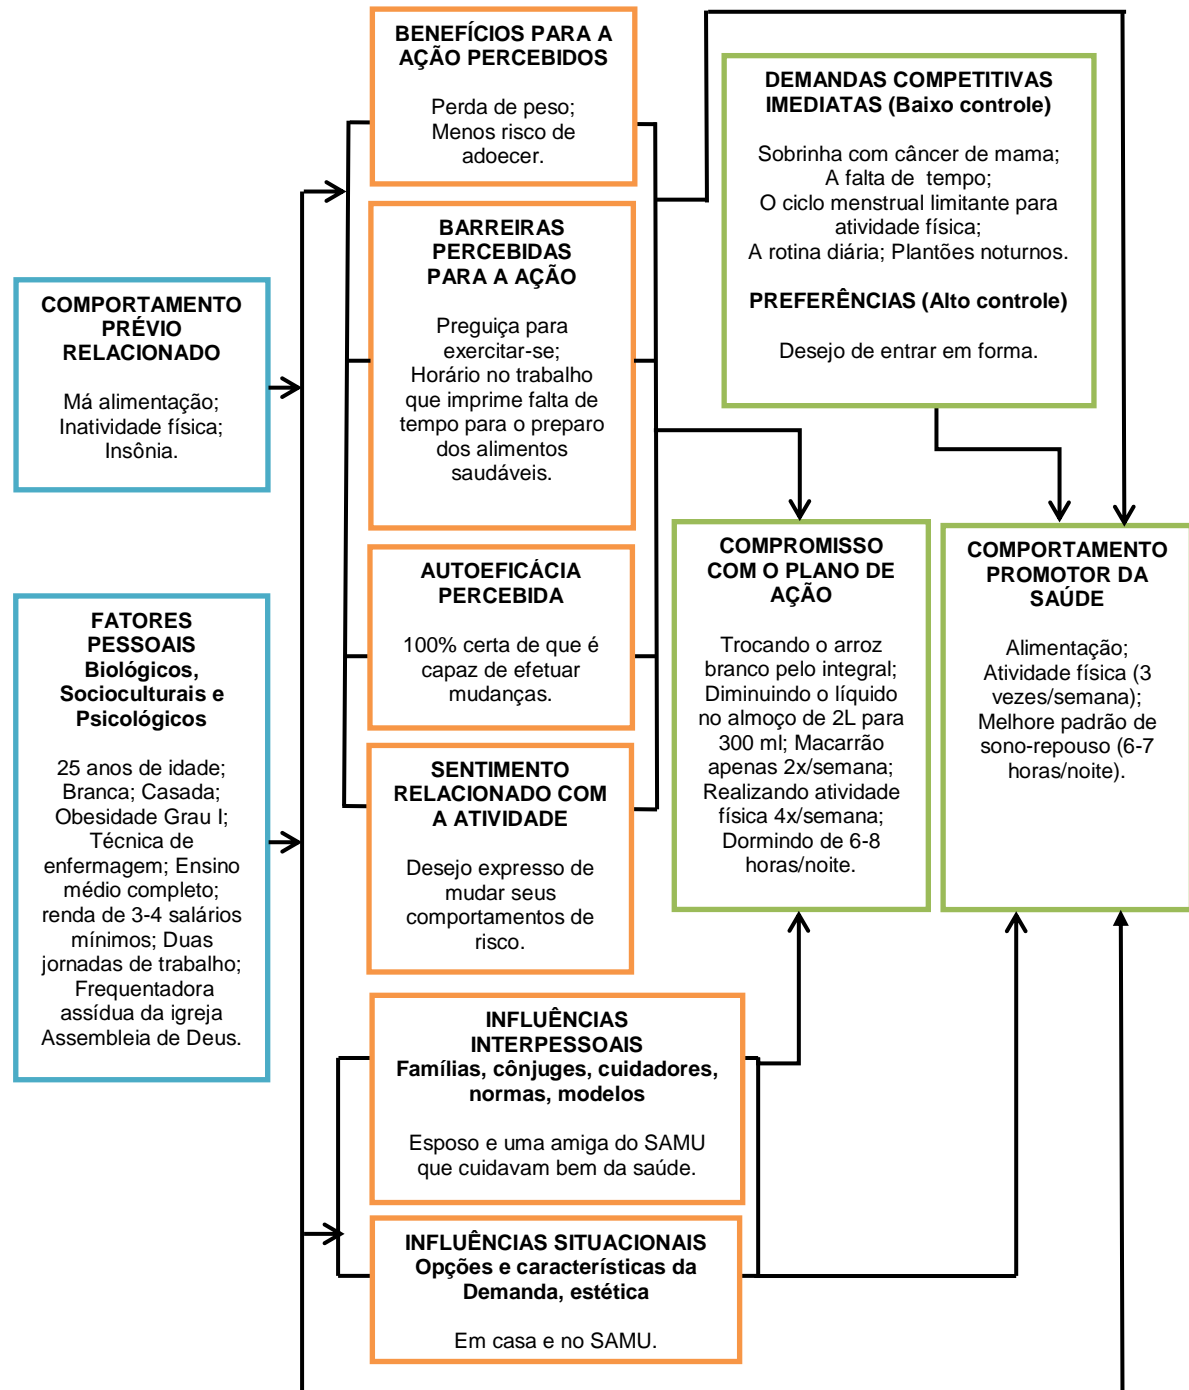 COMPORTAMENTO
PRÉVIO
RELACIONADO
Má alimentação;
Inatividade física;
Insônia.
FATORES
PESSOAIS
Biológicos,
Socioculturais e
Psicológicos
25 anos de idade;
Branca; Casada;
Obesidade Grau I;
Técnica de
enfermagem; Ensino
médio completo;
renda de 3-4 salários
mínimos; Duas
jornadas de trabalho;
Frequentadora
assídua da igreja
Assembleia de Deus.
BENEFÍCIOS PARA A
AÇÃO PERCEBIDOS
Perda de peso;
Menos risco de
adoecer.
BARREIRAS
PERCEBIDAS
PARA A AÇÃO
Preguiça para
exercitar-se;
Horário no trabalho
que imprime falta de
tempo para o preparo
dos alimentos
saudáveis.
AUTOEFICÁCIA
PERCEBIDA
100% certa de que é
capaz de efetuar
mudanças.
SENTIMENTO
RELACIONADO COM
A ATIVIDADE
Desejo expresso de
mudar seus
comportamentos de
risco.
INFLUÊNCIAS
INTERPESSOAIS
Famílias, cônjuges, cuidadores,
normas, modelos
Esposo e uma amiga do SAMU
que cuidavam bem da saúde.
INFLUÊNCIAS SITUACIONAIS
Opções e características da
Demanda, estética
Em casa e no SAMU.
DEMANDAS COMPETITIVAS
IMEDIATAS (Baixo controle)
Sobrinha com câncer de mama;
A falta de tempo;
O ciclo menstrual limitante para
atividade física;
A rotina diária; Plantões noturnos.
PREFERÊNCIAS (Alto controle)
Desejo de entrar em forma.
COMPROMISSO
COM O PLANO DE
AÇÃO
Trocando o arroz
branco pelo integral;
Diminuindo o líquido
no almoço de 2L para
300 ml; Macarrão
apenas 2x/semana;
Realizando atividade
física 4x/semana;
Dormindo de 6-8
horas/noite.
COMPORTAMENTO
PROMOTOR DA
SAÚDE
Alimentação;
Atividade física (3
vezes/semana);
Melhore padrão de
sono-repouso (6-7
horas/noite).